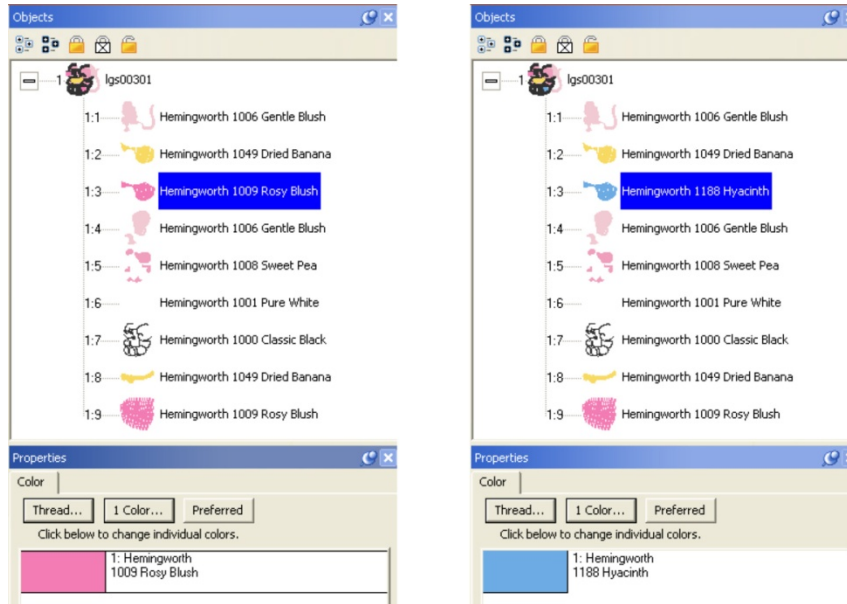 Objects
1 lgs00301
1:1 Hemingworth 1006 Gentle Blush
1:2 Hemingworth 1049 Dried Banana
1:3 Hemingworth 1009 Rosy Blush
1:4 Hemingworth 1006 Gentle Blush
1:5 Hemingworth 1008 Sweet Pea
1:6 Hemingworth 1001 Pure White
1:7 Hemingworth 1000 Classic Black
1:8 Hemingworth 1049 Dried Banana
1:9 Hemingworth 1009 Rosy Blush
Properties
Color
Thread... 1 Color... Preferred
Click below to change individual colors.
1: Hemingworth
1009 Rosy Blush
Objects
1 lgs00301
1:1 Hemingworth 1006 Gentle Blush
1:2 Hemingworth 1049 Dried Banana
1:3 Hemingworth 1188 Hyacinth
1:4 Hemingworth 1006 Gentle Blush
1:5 Hemingworth 1008 Sweet Pea
1:6 Hemingworth 1001 Pure White
1:7 Hemingworth 1000 Classic Black
1:8 Hemingworth 1049 Dried Banana
1:9 Hemingworth 1009 Rosy Blush
Properties
Color
Thread... 1 Color... Preferred
Click below to change individual colors.
1: Hemingworth
1188 Hyacinth